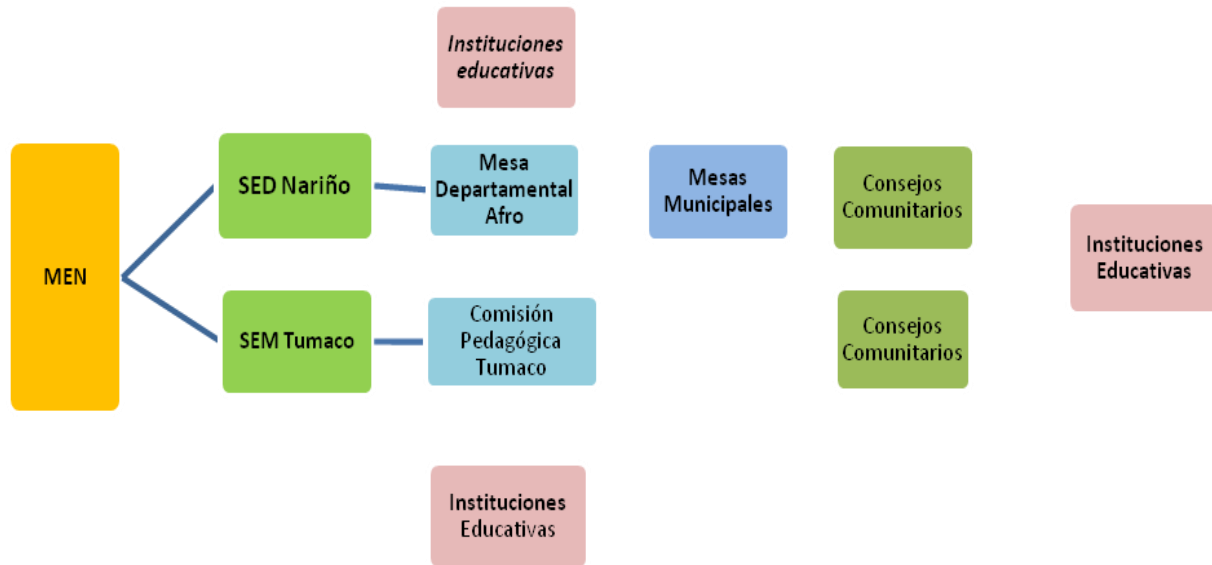 Instituciones
educativas
MEN
SED Nariño
Mesa
Departamental
Afro
Mesas
Municipales
Consejos
Comunitarios
Instituciones
Educativas
SEM Tumaco
Comisión
Pedagógica
Tumaco
Consejos
Comunitarios
Instituciones
Educativas